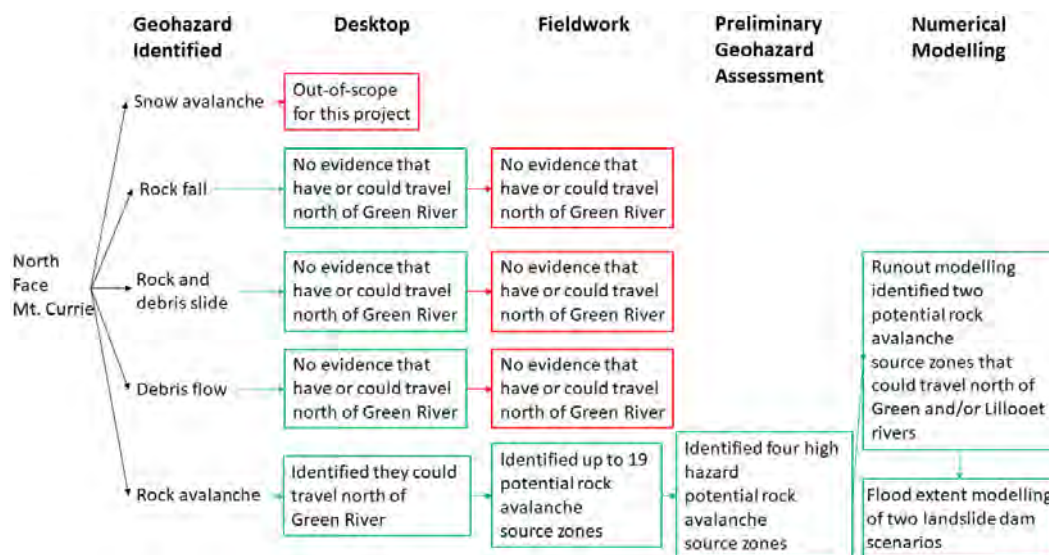 Geohazard
Identified
Desktop
Fieldwork
Preliminary
Geohazard
Assessment
Numerical
Modelling
North
Face
Mt. Currie
Snow avalanche
Out-of-scope
for this project
Rock fall
No evidence that
have or could travel
north of Green River
No evidence that
have or could travel
north of Green River
Rock and
debris slide
No evidence that
have or could travel
north of Green River
No evidence that
have or could travel
north of Green River
Debris flow
No evidence that
have or could travel
north of Green River
No evidence that
have or could travel
north of Green River
Rock avalanche
Identified they could
travel north of
Green River
Identified up to 19
potential rock
avalanche
source zones
Identified four high
hazard
potential rock
avalanche
source zones
Runout modelling
identified two
potential rock
avalanche
source zones that
could travel north of
Green and/or Lillooet
rivers
Flood extent modelling
of two landslide dam
scenarios